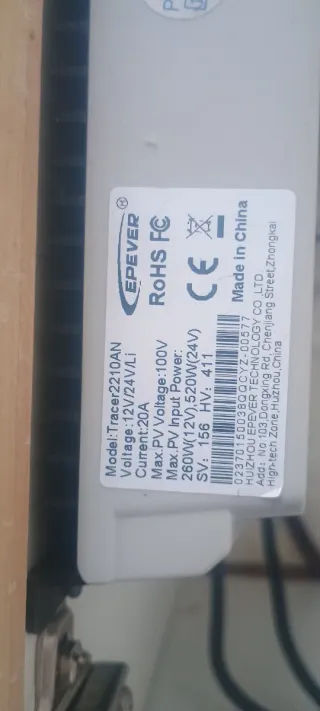 EPEVER®
RoHS FC
CE
Model:Tracer2210AN
Voltage:12V/24V/Li
Current:20A
Max.PV Voltage:100V
Max.PV Input Power:
260W(12V),520W(24V)
SV: 156 HV: 411
Made in China
HUIZHOU EPEVER TECHNOLOGY CO.,LTD.
Add: No.103,Dongxing Rd, Chenjiang Street,Zhongkai
High-tech Zone,Huizhou,China